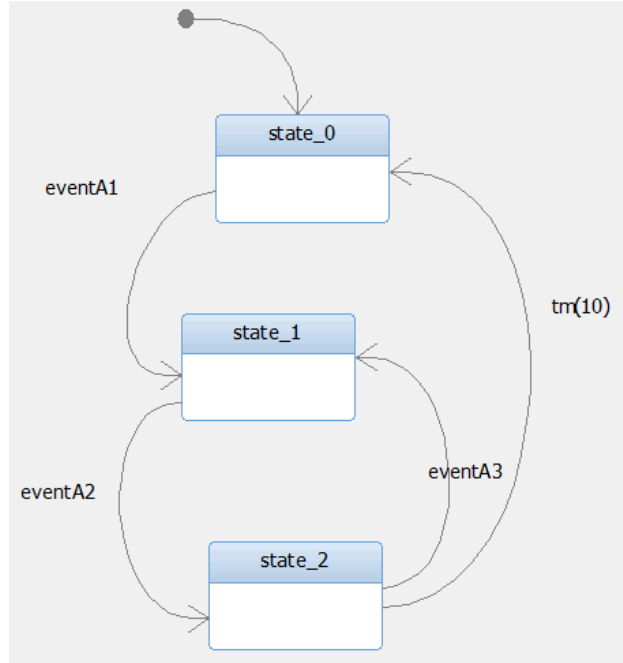 state_0
eventA1
tm(10)
state_1
eventA3
eventA2
state_2